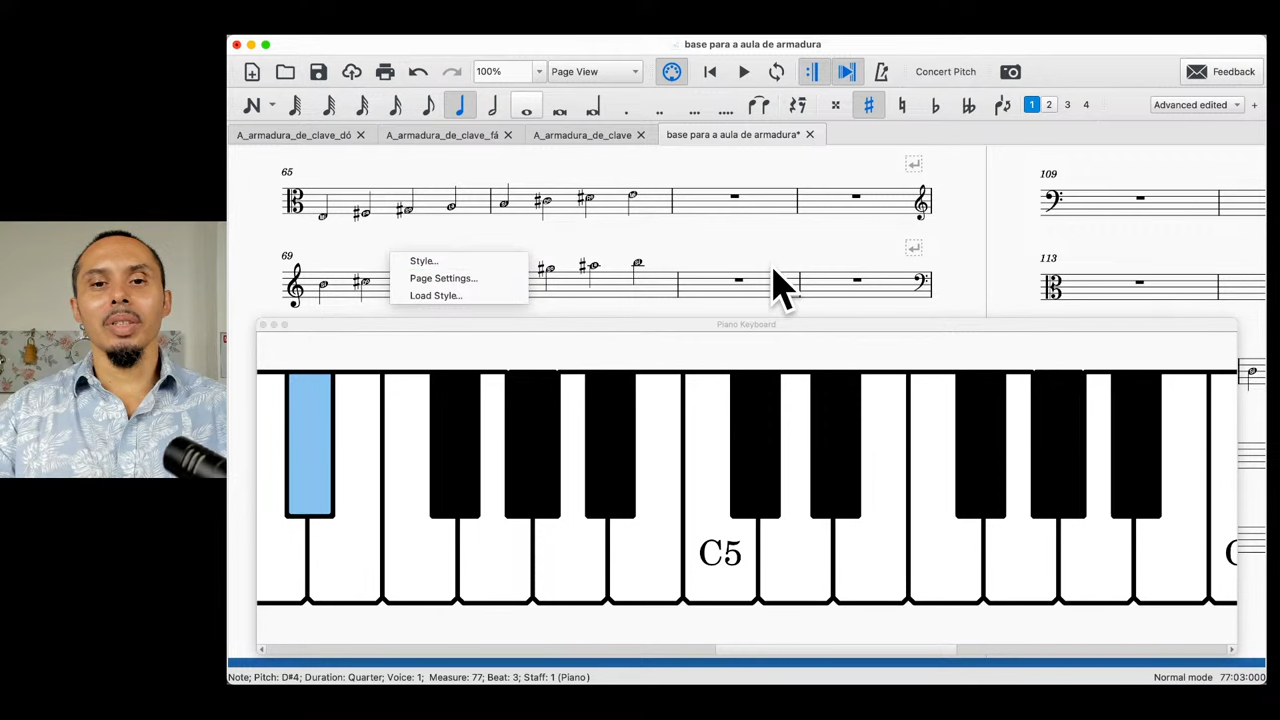 base para a aula de armadura
100%
Page View
Concert Pitch
Feedback
1 2 3 4
Advanced edited
+
A_armadura_de_clave_dó
A_armadura_de_clave_fá
A_armadura_de_clave
base para a aula de armadura*
65
109
69
113
Style...
Page Settings...
Load Style...
Piano Keyboard
C5
Note; Pitch: D#4; Duration: Quarter; Voice: 1; Measure: 77; Beat: 3; Staff: 1 (Piano)
Normal mode
77:03:000